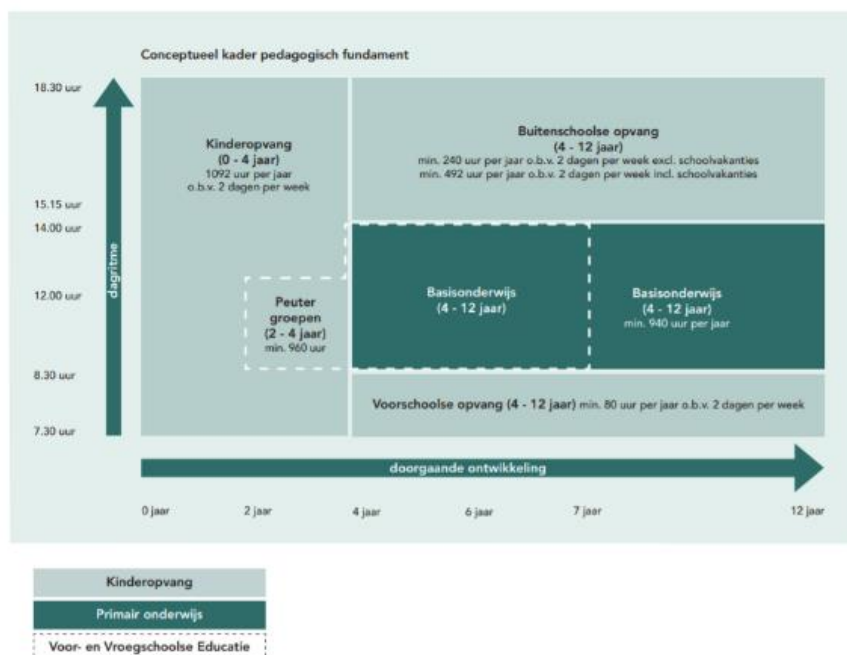 Conceptueel kader pedagogisch fundament
18.30 uur
15.15 uur
14.00 uur
12.00 uur
8.30 uur
7.30 uur
dagritme
Kinderopvang
(0 - 4 jaar)
1092 uur per jaar
o.b.v. 2 dagen per week
Buitenschoolse opvang
(4 - 12 jaar)
min. 240 uur per jaar o.b.v. 2 dagen per week excl. schoolvakanties
min. 492 uur per jaar o.b.v. 2 dagen per week incl. schoolvakanties
Peuter
groepen
(2 - 4 jaar)
min. 960 uur
Basisonderwijs
(4 - 12 jaar)
Basisonderwijs
(4 - 12 jaar)
min. 940 uur per jaar
Voorschoolse opvang (4 - 12 jaar) min. 80 uur per jaar o.b.v. 2 dagen per week
doorgaande ontwikkeling
0 jaar
2 jaar
4 jaar
6 jaar
7 jaar
12 jaar
Kinderopvang
Primair onderwijs
Voor- en Vroegschoolse Educatie